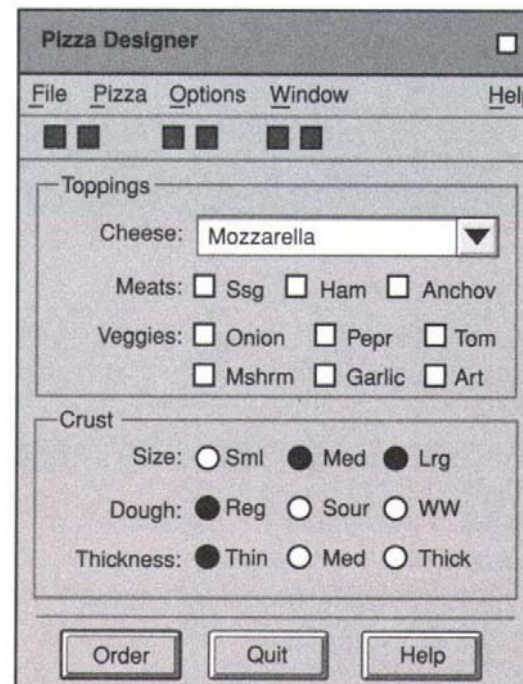 Pizza Designer
File Pizza Options Window Help
Toppings
Cheese: Mozzarella
Meats: Ssg Ham Anchov
Veggies: Onion Pepr Tom
Mshrm Garlic Art
Crust
Size: Sml Med Lrg
Dough: Reg Sour WW
Thickness: Thin Med Thick
Order Quit Help